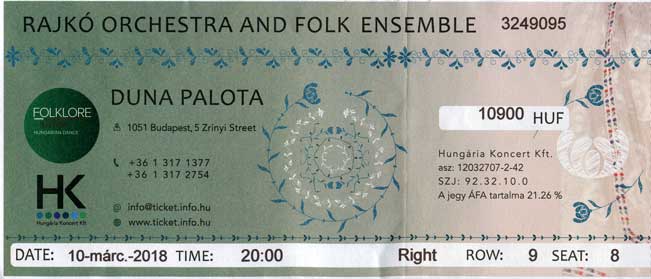 RAJKÓ ORCHESTRA AND FOLK ENSEMBLE 3249095
FOLKLORE
HUNGARIAN DANCE
DUNA PALOTA
1051 Budapest, 5 Zrínyi Street
10900 HUF
+36 1 317 1377
+36 1 317 2754
Hungária Koncert Kft.
asz: 12032707-2-42
SZJ: 92.32.10.0
A jegy ÁFA tartalma 21.26 %
HK
Hungária Koncert Kft
info@ticket.info.hu
www.ticket.info.hu
DATE: 10-márc.-2018 TIME: 20:00 Right ROW: 9 SEAT: 8